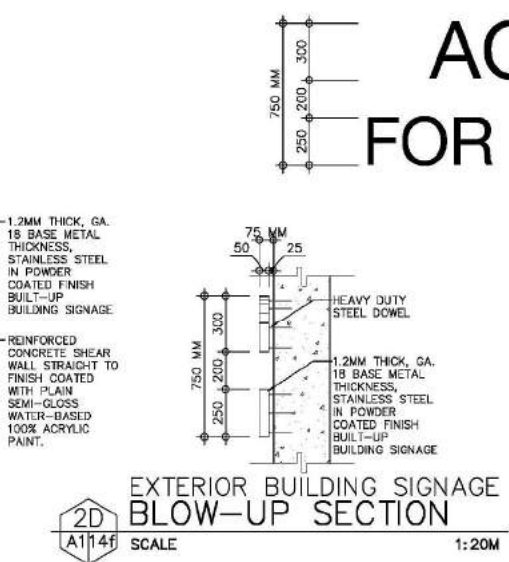 AC
FOR
750 MM
300
200
250
1.2MM THICK, GA.
18 BASE METAL
THICKNESS,
STAINLESS STEEL
IN POWDER
COATED FINISH
BUILT-UP
BUILDING SIGNAGE
REINFORCED
CONCRETE SHEAR
WALL STRAIGHT TO
FINISH COATED
WITH PLAIN
SEMI-GLOSS
WATER-BASED
100% ACRYLIC
PAINT.
75 MM
50 25
750 MM
300
200
250
HEAVY DUTY
STEEL DOWEL
1.2MM THICK, GA.
18 BASE METAL
THICKNESS,
STAINLESS STEEL
IN POWDER
COATED FINISH
BUILT-UP
BUILDING SIGNAGE
2D
A114f
EXTERIOR BUILDING SIGNAGE
BLOW-UP SECTION
SCALE 1:20M